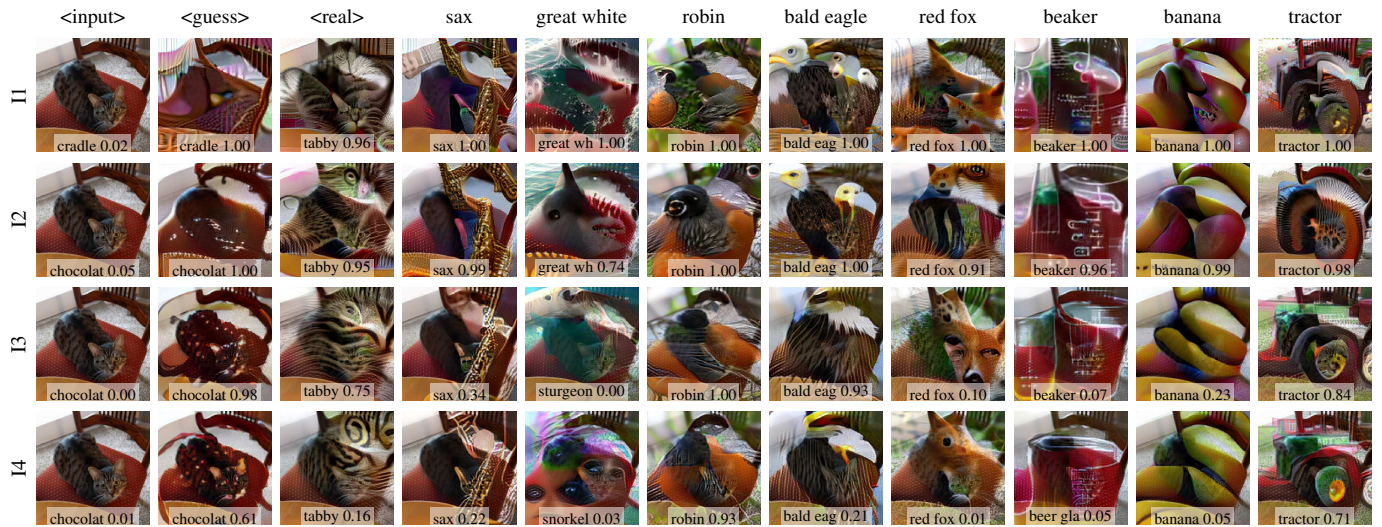 <input> <guess> <real> sax great white robin bald eagle red fox beaker banana tractor
I1
cradle 0.02 cradle 1.00 tabby 0.96 sax 1.00 great wh 1.00 robin 1.00 bald eag 1.00 red fox 1.00 beaker 1.00 banana 1.00 tractor 1.00
I2
chocolat 0.05 chocolat 1.00 tabby 0.95 sax 0.99 great wh 0.74 robin 1.00 bald eag 1.00 red fox 0.91 beaker 0.96 banana 0.99 tractor 0.98
I3
chocolat 0.00 chocolat 0.98 tabby 0.75 sax 0.34 sturgeon 0.00 robin 1.00 bald eag 0.93 red fox 0.10 beaker 0.07 banana 0.23 tractor 0.84
I4
chocolat 0.01 chocolat 0.61 tabby 0.16 sax 0.22 snorkel 0.03 robin 0.93 bald eag 0.21 red fox 0.01 beer gla 0.05 banana 0.05 tractor 0.71